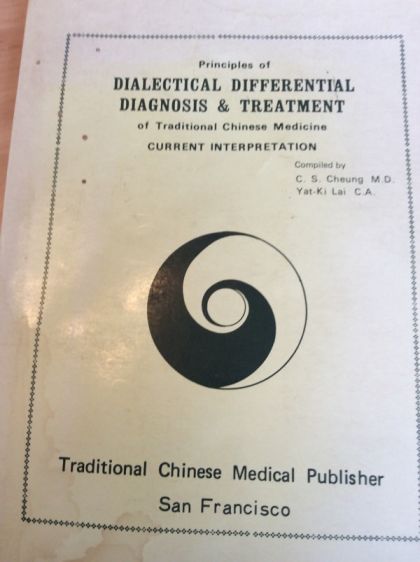 Principles of
DIALECTICAL DIFFERENTIAL
DIAGNOSIS & TREATMENT
of Traditional Chinese Medicine
CURRENT INTERPRETATION
Compiled by
C. S. Cheung M.D.
Yat-Ki Lai C.A.
Traditional Chinese Medical Publisher
San Francisco